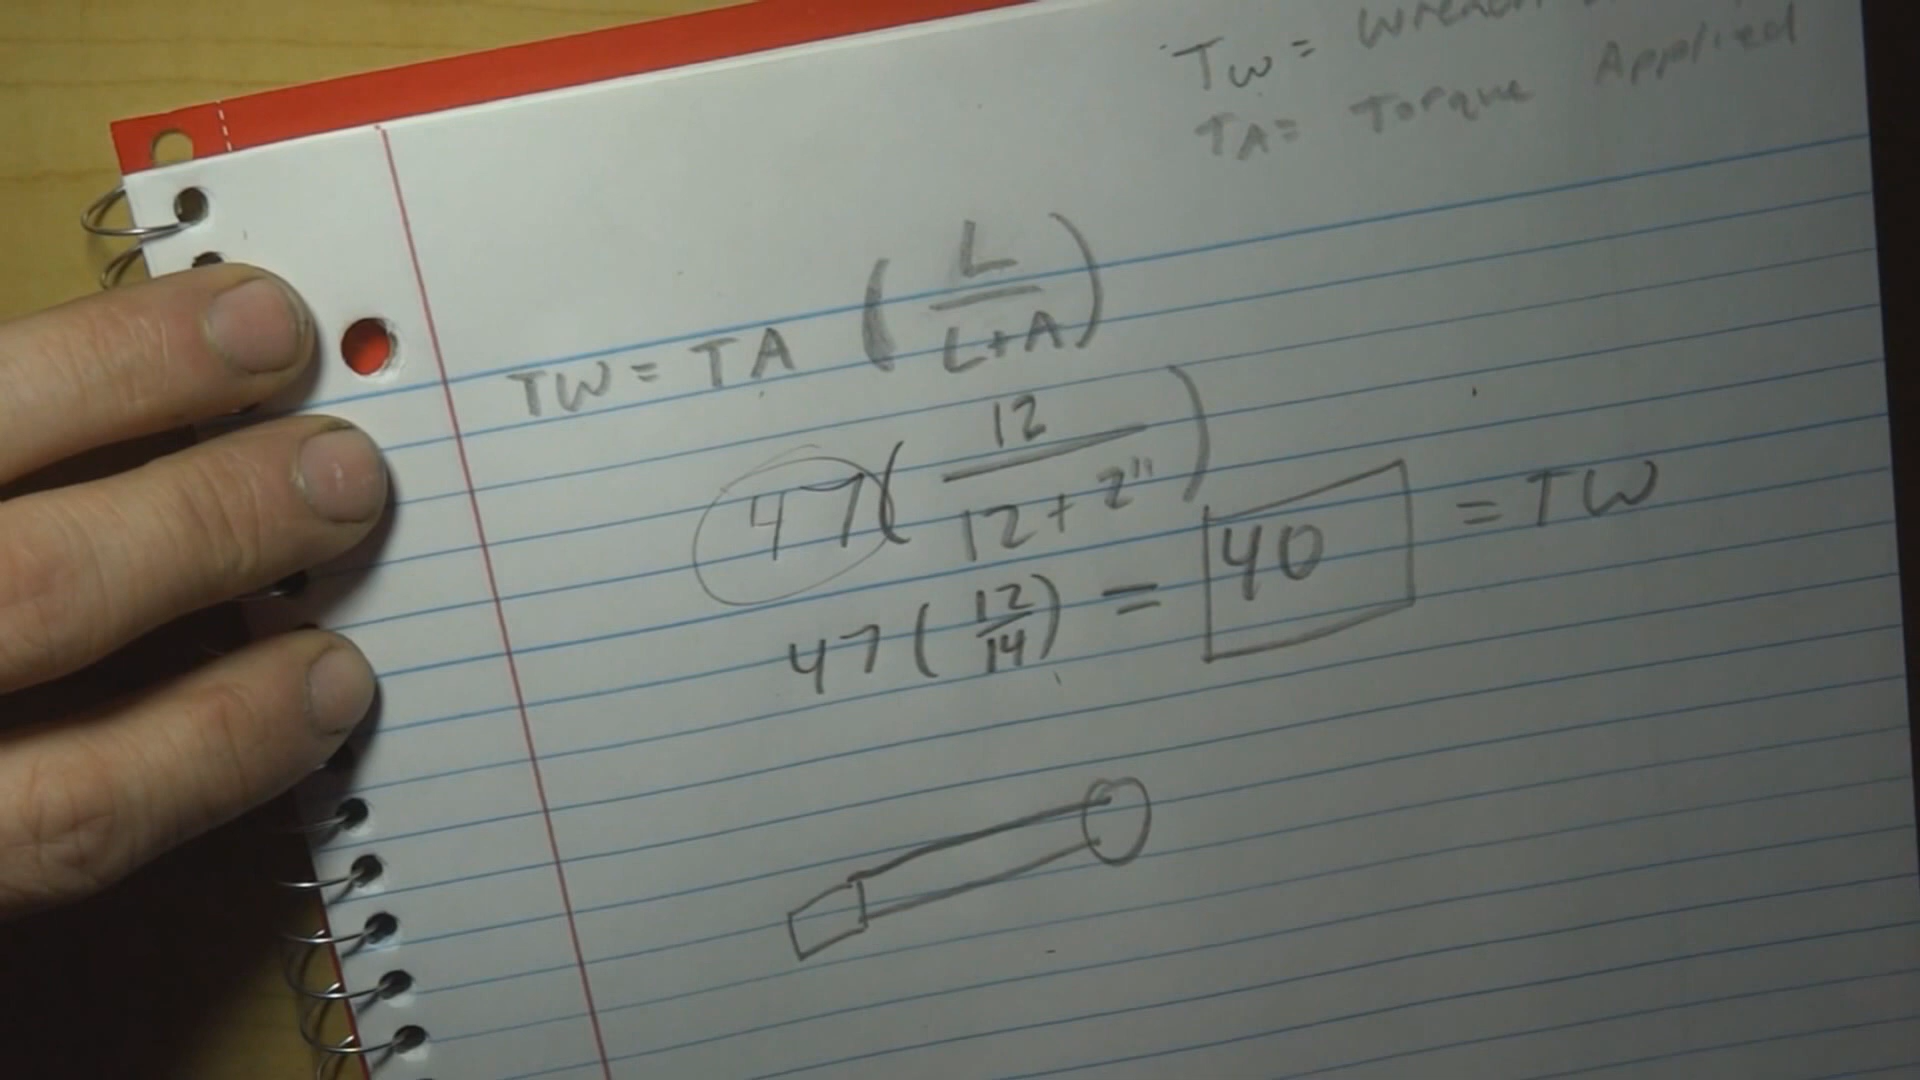 Tw = Wrench
TA = Torque Applied
TW = TA (L/L+A)
47(12/12+2")
47(12/14) = 40 = TW